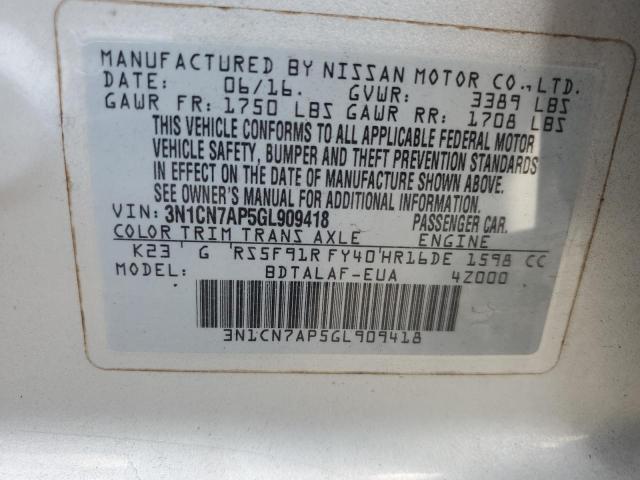 MANUFACTURED BY NISSAN MOTOR CO., LTD.
DATE: 06/16. GVWR: 3389 LBS
GAWR FR: 1750 LBS GAWR RR: 1708 LBS
THIS VEHICLE CONFORMS TO ALL APPLICABLE FEDERAL MOTOR
VEHICLE SAFETY, BUMPER AND THEFT PREVENTION STANDARDS
IN EFFECT ON THE DATE OF MANUFACTURE SHOWN ABOVE.
SEE OWNER'S MANUAL FOR ADDITIONAL INFORMATION.
VIN: 3N1CN7AP5GL909418 PASSENGER CAR.
COLOR TRIM TRANS AXLE ENGINE
K23 G RS5F91R FY40 HR16DE 1598 CC
MODEL: BDTALAF-EUA 4Z000
3N1CN7AP5GL909418